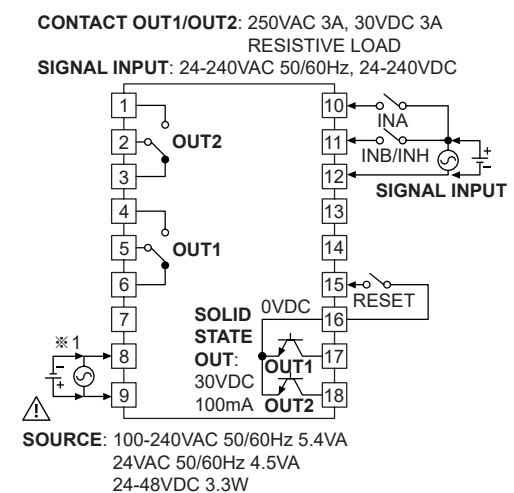 CONTACT OUT1/OUT2: 250VAC 3A, 30VDC 3A
RESISTIVE LOAD
SIGNAL INPUT: 24-240VAC 50/60Hz, 24-240VDC
1
2
3
OUT2
4
5
6
OUT1
7
8
9
※1
-
+
10
INA
11
INB/INH
12
+
-
SIGNAL INPUT
13
14
15
RESET
16
17
18
0VDC
SOLID
STATE
OUT:
30VDC
100mA
OUT1
OUT2
SOURCE: 100-240VAC 50/60Hz 5.4VA
24VAC 50/60Hz 4.5VA
24-48VDC 3.3W